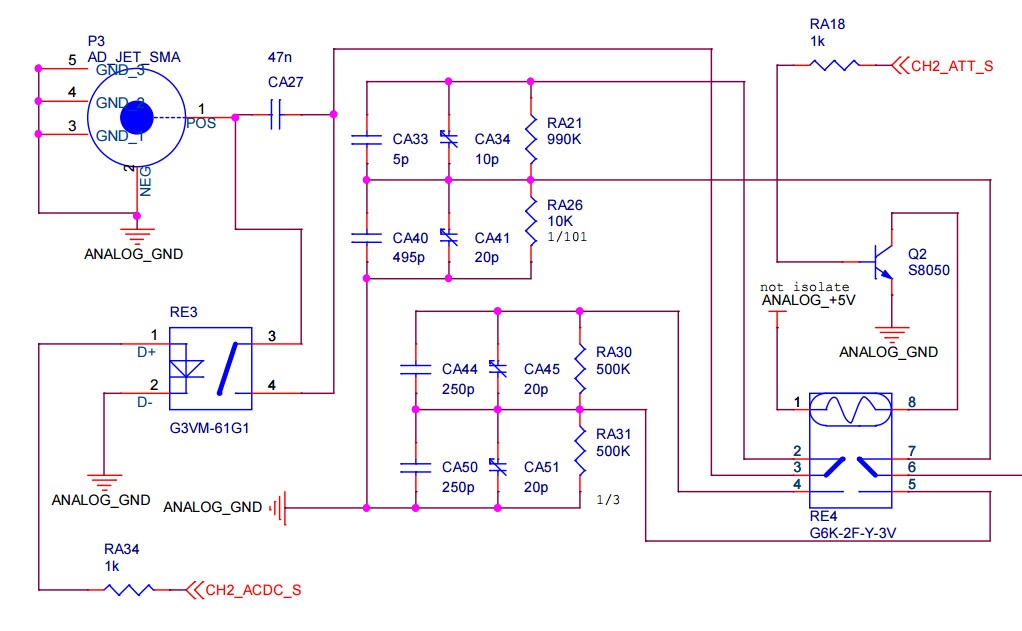 RA18
1k
CH2_ATT_S
P3
AD_JET_SMA
5
GND_3
4
GND_2
3
GND_1
1
POS
2
NEG
ANALOG_GND
47n
CA27
CA33
5p
CA34
10p
RA21
990K
CA40
495p
CA41
20p
RA26
10K
1/101
Q2
S8050
not isolate
ANALOG_+5V
ANALOG_GND
RE3
1
D+
2
D-
3
4
G3VM-61G1
ANALOG_GND
CA44
250p
CA45
20p
RA30
500K
CA50
250p
CA51
20p
RA31
500K
1/3
ANALOG_GND
1
8
2
7
3
6
4
5
RE4
G6K-2F-Y-3V
RA34
1k
CH2_ACDC_S